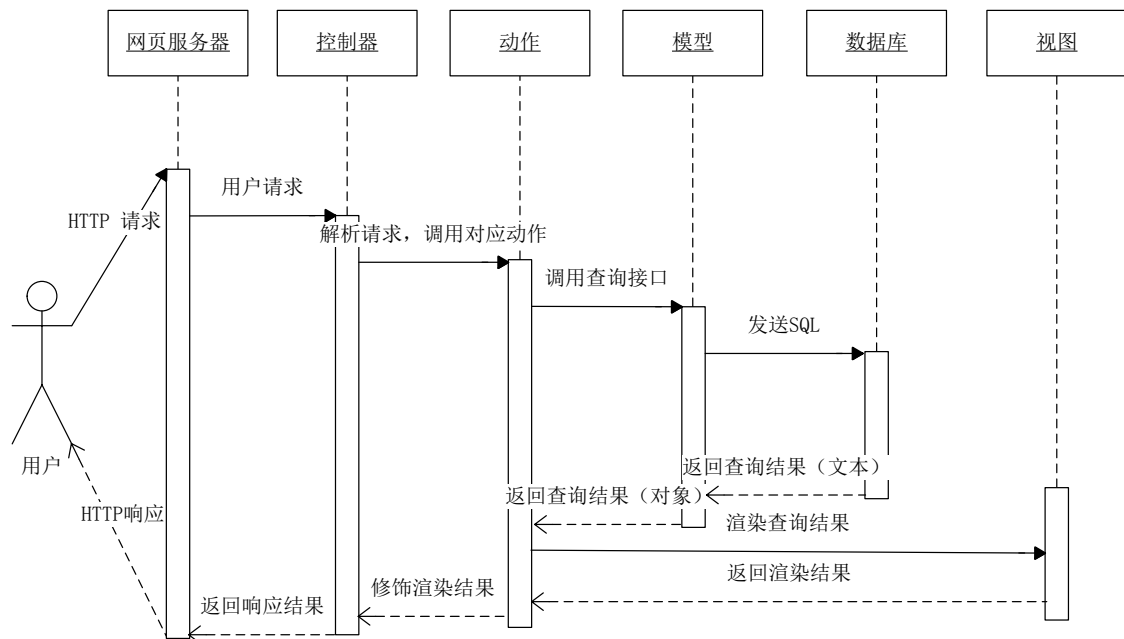 网页服务器
控制器
动作
模型
数据库
视图
用户请求
HTTP 请求
解析请求，调用对应动作
调用查询接口
发送SQL
用户
返回查询结果（文本）
返回查询结果（对象）
HTTP响应
渲染查询结果
返回渲染结果
修饰渲染结果
返回响应结果